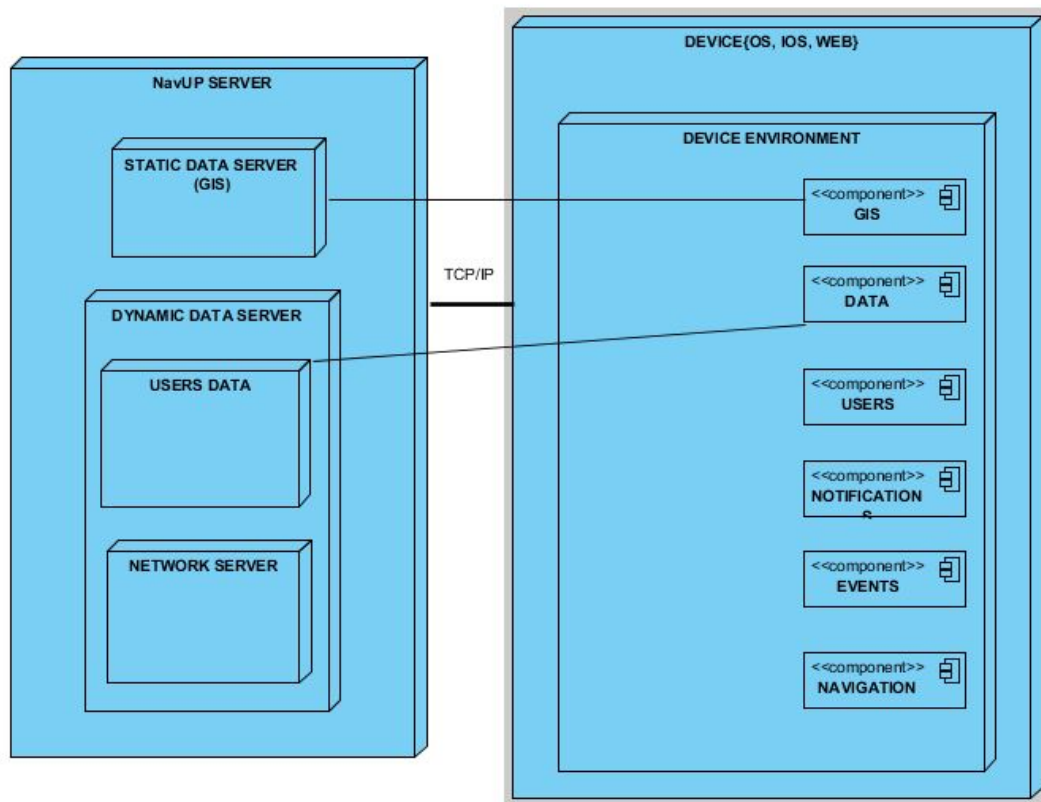 NavUP SERVER
STATIC DATA SERVER
(GIS)
DYNAMIC DATA SERVER
USERS DATA
NETWORK SERVER
TCP/IP
DEVICE{OS, IOS, WEB}
DEVICE ENVIRONMENT
<<component>>
GIS
<<component>>
DATA
<<component>>
USERS
<<component>>
NOTIFICATION
S
<<component>>
EVENTS
<<component>>
NAVIGATION